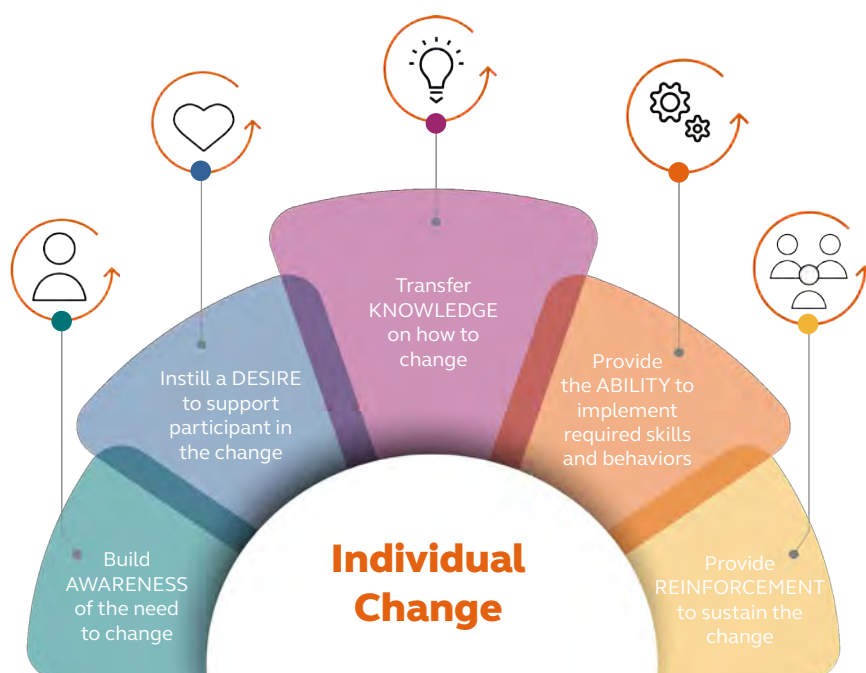 Build
AWARENESS
of the need
to change
Instill a DESIRE
to support
participant in
the change
Transfer
KNOWLEDGE
on how to
change
Provide
the ABILITY to
implement
required skills
and behaviors
Provide
REINFORCEMENT
to sustain the
change
Individual
Change